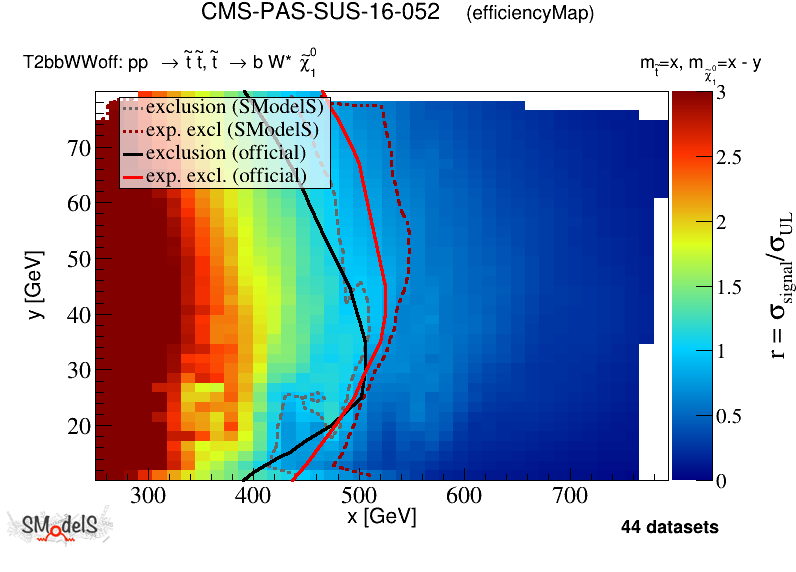 CMS-PAS-SUS-16-052 (efficiencyMap)
T2bbWWoff: pp → t̃ t̃, t̃ → b W* χ̃₁⁰
m_t̃=x, m_χ̃₁⁰=x - y
exclusion (SModelS)
exp. excl (SModelS)
exclusion (official)
exp. excl. (official)
y [GeV]
70
60
50
40
30
20
300 400 500 600 700
x [GeV]
3
2.5
2
1.5
1
0.5
0
r = σ_signal/σ_UL
SModelS
44 datasets